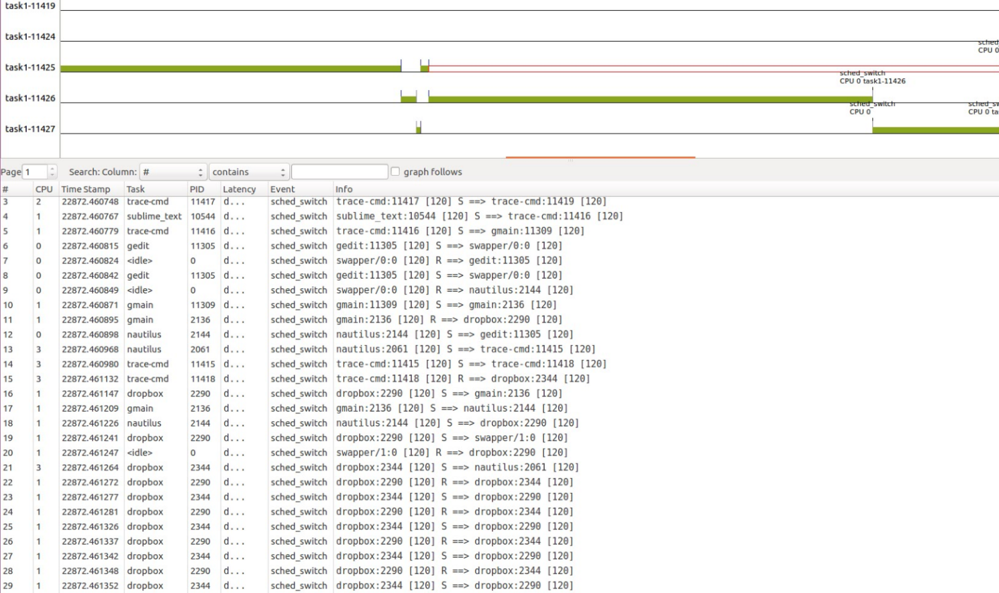 task1-11419
task1-11424
sched
CPU 0
task1-11425
sched_switch
CPU 0 task1-11426
task1-11426
sched_switch
CPU 0
sched_sw
CPU 0 ta
task1-11427
Page 1 Search: Column: # contains graph follows
# CPU Time Stamp Task PID Latency Event Info
3 2 22872.460748 trace-cmd 11417 d... sched_switch trace-cmd:11417 [120] S ==> trace-cmd:11419 [120]
4 1 22872.460767 sublime_text 10544 d... sched_switch sublime_text:10544 [120] S ==> trace-cmd:11416 [120]
5 1 22872.460779 trace-cmd 11416 d... sched_switch trace-cmd:11416 [120] S ==> gmain:11309 [120]
6 0 22872.460815 gedit 11305 d... sched_switch gedit:11305 [120] S ==> swapper/0:0 [120]
7 0 22872.460824 <idle> 0 d... sched_switch swapper/0:0 [120] R ==> gedit:11305 [120]
8 0 22872.460842 gedit 11305 d... sched_switch gedit:11305 [120] S ==> swapper/0:0 [120]
9 0 22872.460849 <idle> 0 d... sched_switch swapper/0:0 [120] R ==> nautilus:2144 [120]
10 1 22872.460871 gmain 11309 d... sched_switch gmain:11309 [120] S ==> gmain:2136 [120]
11 1 22872.460895 gmain 2136 d... sched_switch gmain:2136 [120] R ==> dropbox:2290 [120]
12 0 22872.460898 nautilus 2144 d... sched_switch nautilus:2144 [120] S ==> gedit:11305 [120]
13 3 22872.460968 nautilus 2061 d... sched_switch nautilus:2061 [120] S ==> trace-cmd:11415 [120]
14 3 22872.460980 trace-cmd 11415 d... sched_switch trace-cmd:11415 [120] S ==> trace-cmd:11418 [120]
15 3 22872.461132 trace-cmd 11418 d... sched_switch trace-cmd:11418 [120] R ==> dropbox:2344 [120]
16 1 22872.461147 dropbox 2290 d... sched_switch dropbox:2290 [120] S ==> gmain:2136 [120]
17 1 22872.461209 gmain 2136 d... sched_switch gmain:2136 [120] S ==> nautilus:2144 [120]
18 1 22872.461226 nautilus 2144 d... sched_switch nautilus:2144 [120] S ==> dropbox:2290 [120]
19 1 22872.461241 dropbox 2290 d... sched_switch dropbox:2290 [120] S ==> swapper/1:0 [120]
20 1 22872.461247 <idle> 0 d... sched_switch swapper/1:0 [120] R ==> dropbox:2290 [120]
21 3 22872.461264 dropbox 2344 d... sched_switch dropbox:2344 [120] S ==> nautilus:2061 [120]
22 1 22872.461272 dropbox 2290 d... sched_switch dropbox:2290 [120] R ==> dropbox:2344 [120]
23 1 22872.461277 dropbox 2344 d... sched_switch dropbox:2344 [120] S ==> dropbox:2290 [120]
24 1 22872.461281 dropbox 2290 d... sched_switch dropbox:2290 [120] R ==> dropbox:2344 [120]
25 1 22872.461326 dropbox 2344 d... sched_switch dropbox:2344 [120] S ==> dropbox:2290 [120]
26 1 22872.461337 dropbox 2290 d... sched_switch dropbox:2290 [120] R ==> dropbox:2344 [120]
27 1 22872.461342 dropbox 2344 d... sched_switch dropbox:2344 [120] S ==> dropbox:2290 [120]
28 1 22872.461348 dropbox 2290 d... sched_switch dropbox:2290 [120] R ==> dropbox:2344 [120]
29 1 22872.461352 dropbox 2344 d... sched_switch dropbox:2344 [120] S ==> dropbox:2290 [120]